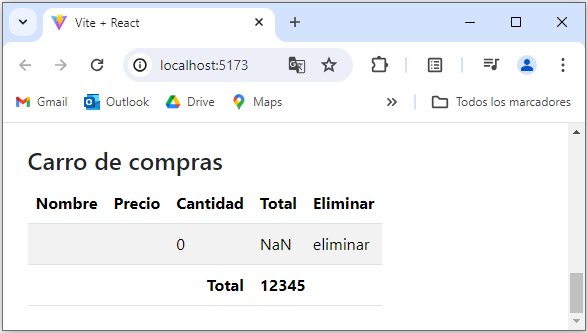 Vite + React
localhost:5173
Gmail Outlook Drive Maps Todos los marcadores
Carro de compras
Nombre Precio Cantidad Total Eliminar
0 NaN eliminar
Total 12345